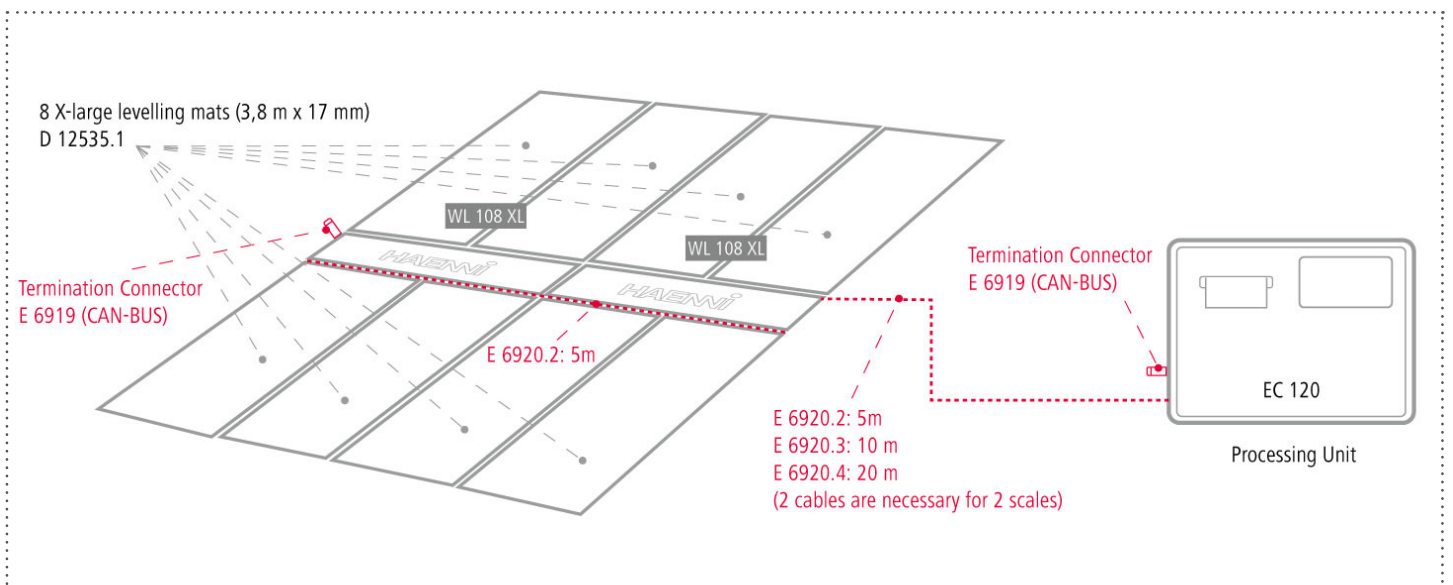 8 X-large levelling mats (3,8 m x 17 mm)
D 12535.1
WL 108 XL
WL 108 XL
HAENNI
HAENNI
Termination Connector
E 6919 (CAN-BUS)
E 6920.2: 5m
Termination Connector
E 6919 (CAN-BUS)
E 6920.2: 5m
E 6920.3: 10 m
E 6920.4: 20 m
(2 cables are necessary for 2 scales)
EC 120
Processing Unit